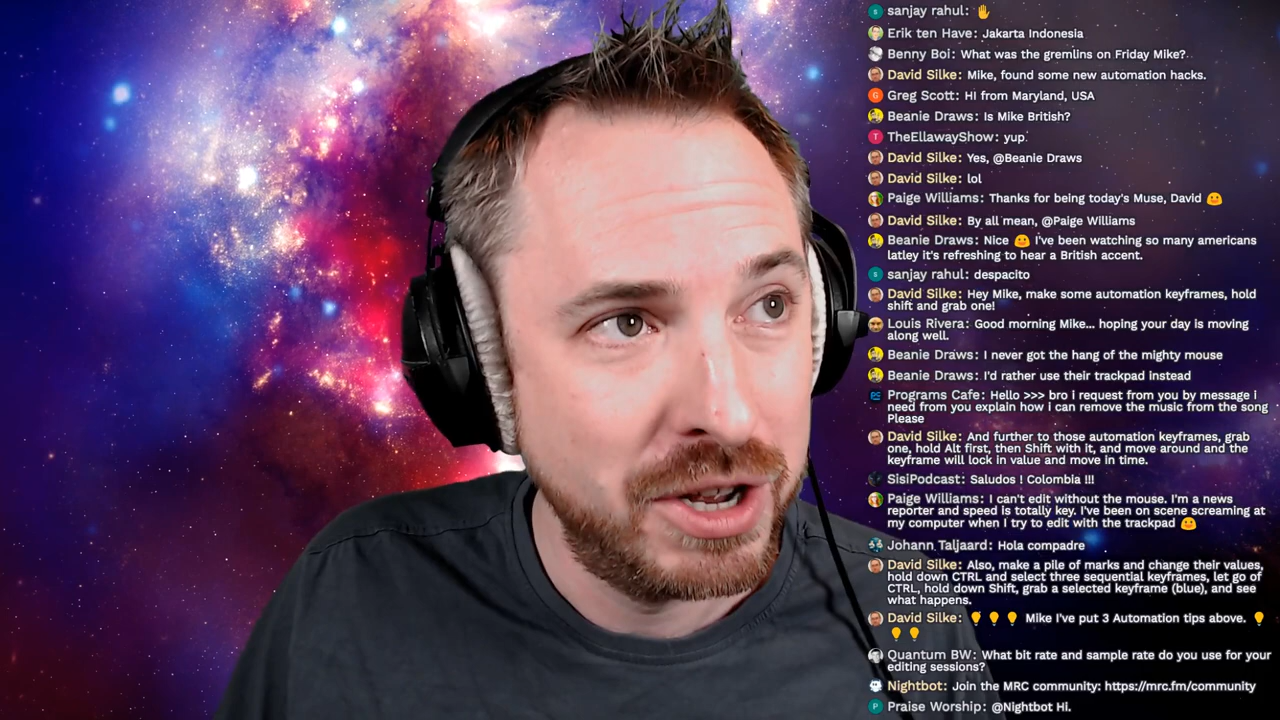 sanjay rahul: ✋
Erik ten Have: Jakarta Indonesia
Benny Boi: What was the gremlins on Friday Mike?
David Silke: Mike, found some new automation hacks.
Greg Scott: Hi from Maryland, USA
Beanie Draws: Is Mike British?
TheEllawayShow: yup
David Silke: Yes, @Beanie Draws
David Silke: lol
Paige Williams: Thanks for being today's Muse, David 🙂
David Silke: By all mean, @Paige Williams
Beanie Draws: Nice 🙂 I've been watching so many americans
latley it's refreshing to hear a British accent.
sanjay rahul: despacito
David Silke: Hey Mike, make some automation keyframes, hold
shift and grab one!
Louis Rivera: Good morning Mike... hoping your day is moving
along well.
Beanie Draws: I never got the hang of the mighty mouse
Beanie Draws: I'd rather use their trackpad instead
Programs Cafe: Hello >>> bro i request from you by message i
need from you explain how i can remove the music from the song
Please
David Silke: And further to those automation keyframes, grab
one, hold Alt first, then Shift with it, and move around and the
keyframe will lock in value and move in time.
SisiPodcast: Saludos ! Colombia !!!
Paige Williams: I can't edit without the mouse. I'm a news
reporter and speed is totally key. I've been on scene screaming at
my computer when I try to edit with the trackpad 🙂
Johann Taljaard: Hola compadre
David Silke: Also, make a pile of marks and change their values,
hold down CTRL and select three sequential keyframes, let go of
CTRL, hold down Shift, grab a selected keyframe (blue), and see
what happens.
David Silke: 💡 💡 💡 Mike I've put 3 Automation tips above. 💡
💡 💡
Quantum BW: What bit rate and sample rate do you use for your
editing sessions?
Nightbot: Join the MRC community: https://mrc.fm/community
Praise Worship: @Nightbot Hi.